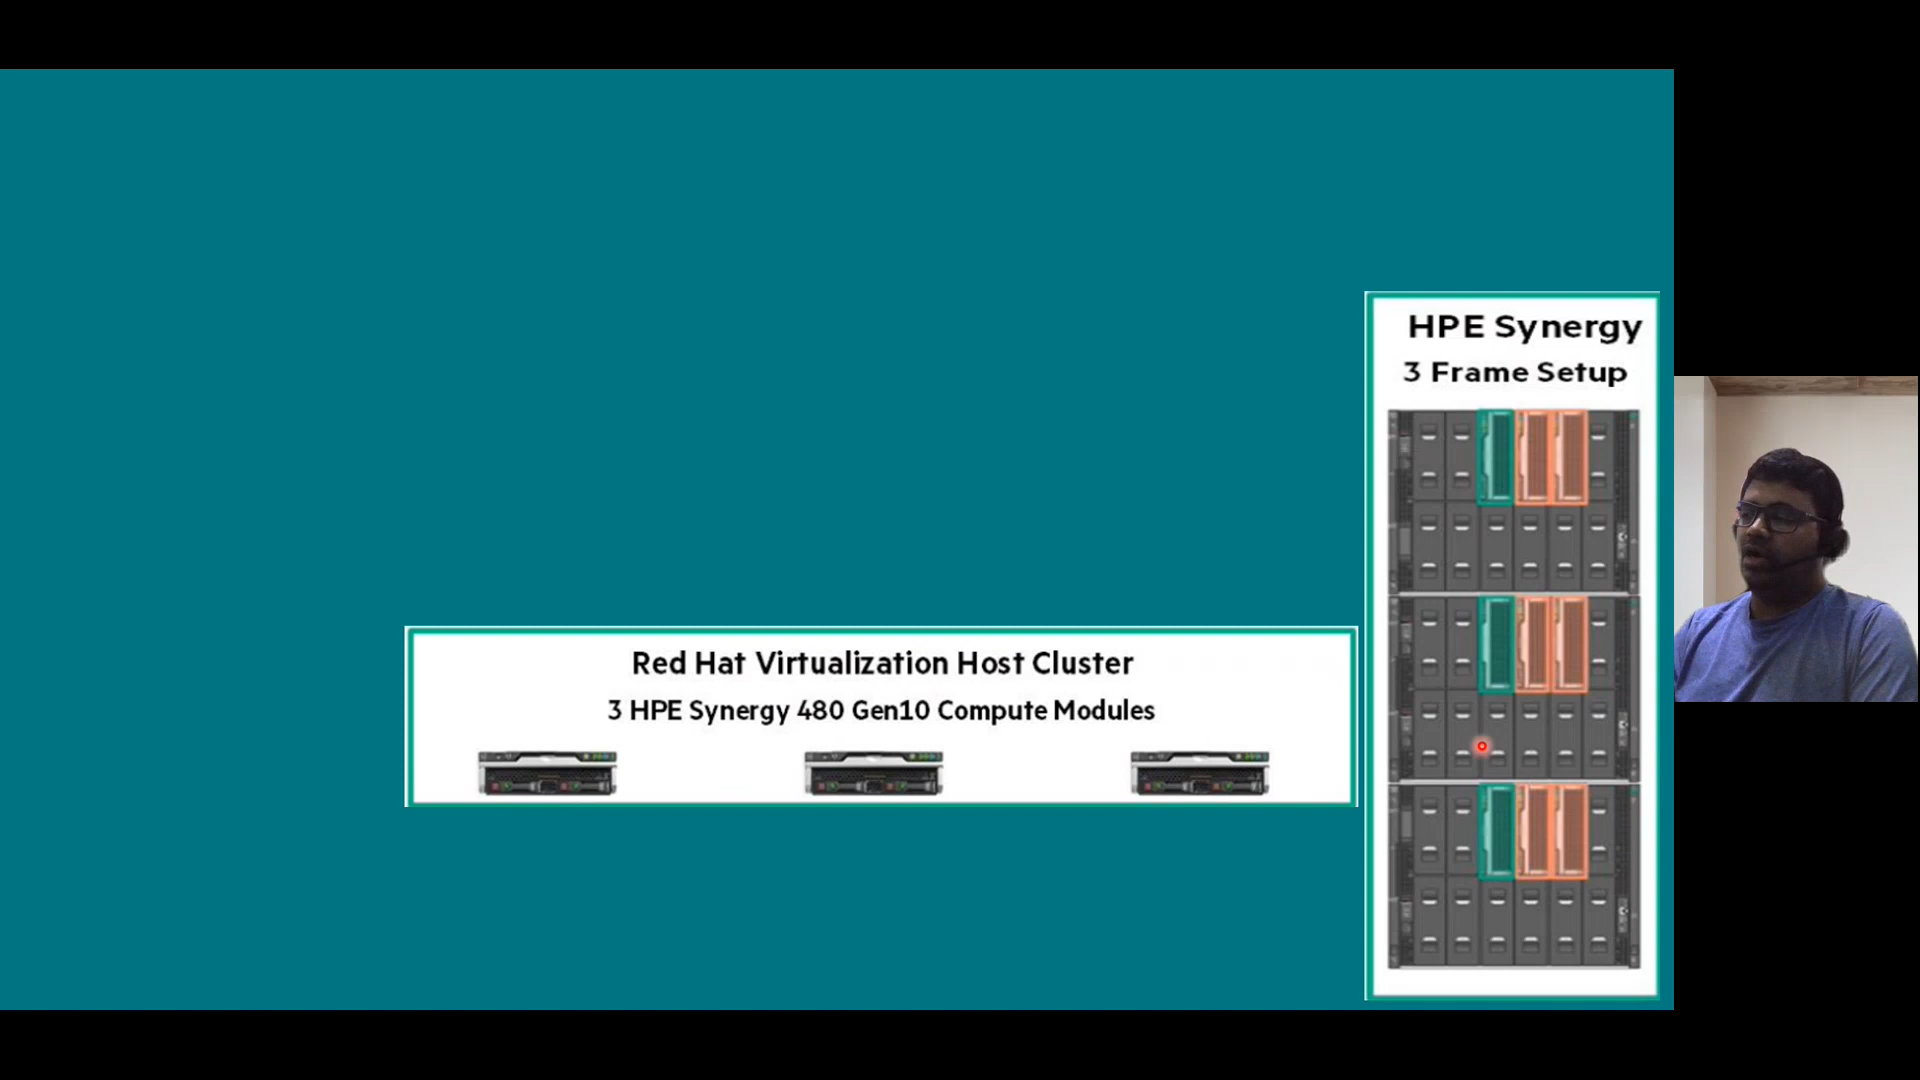 HPE Synergy
3 Frame Setup
Red Hat Virtualization Host Cluster
3 HPE Synergy 480 Gen10 Compute Modules